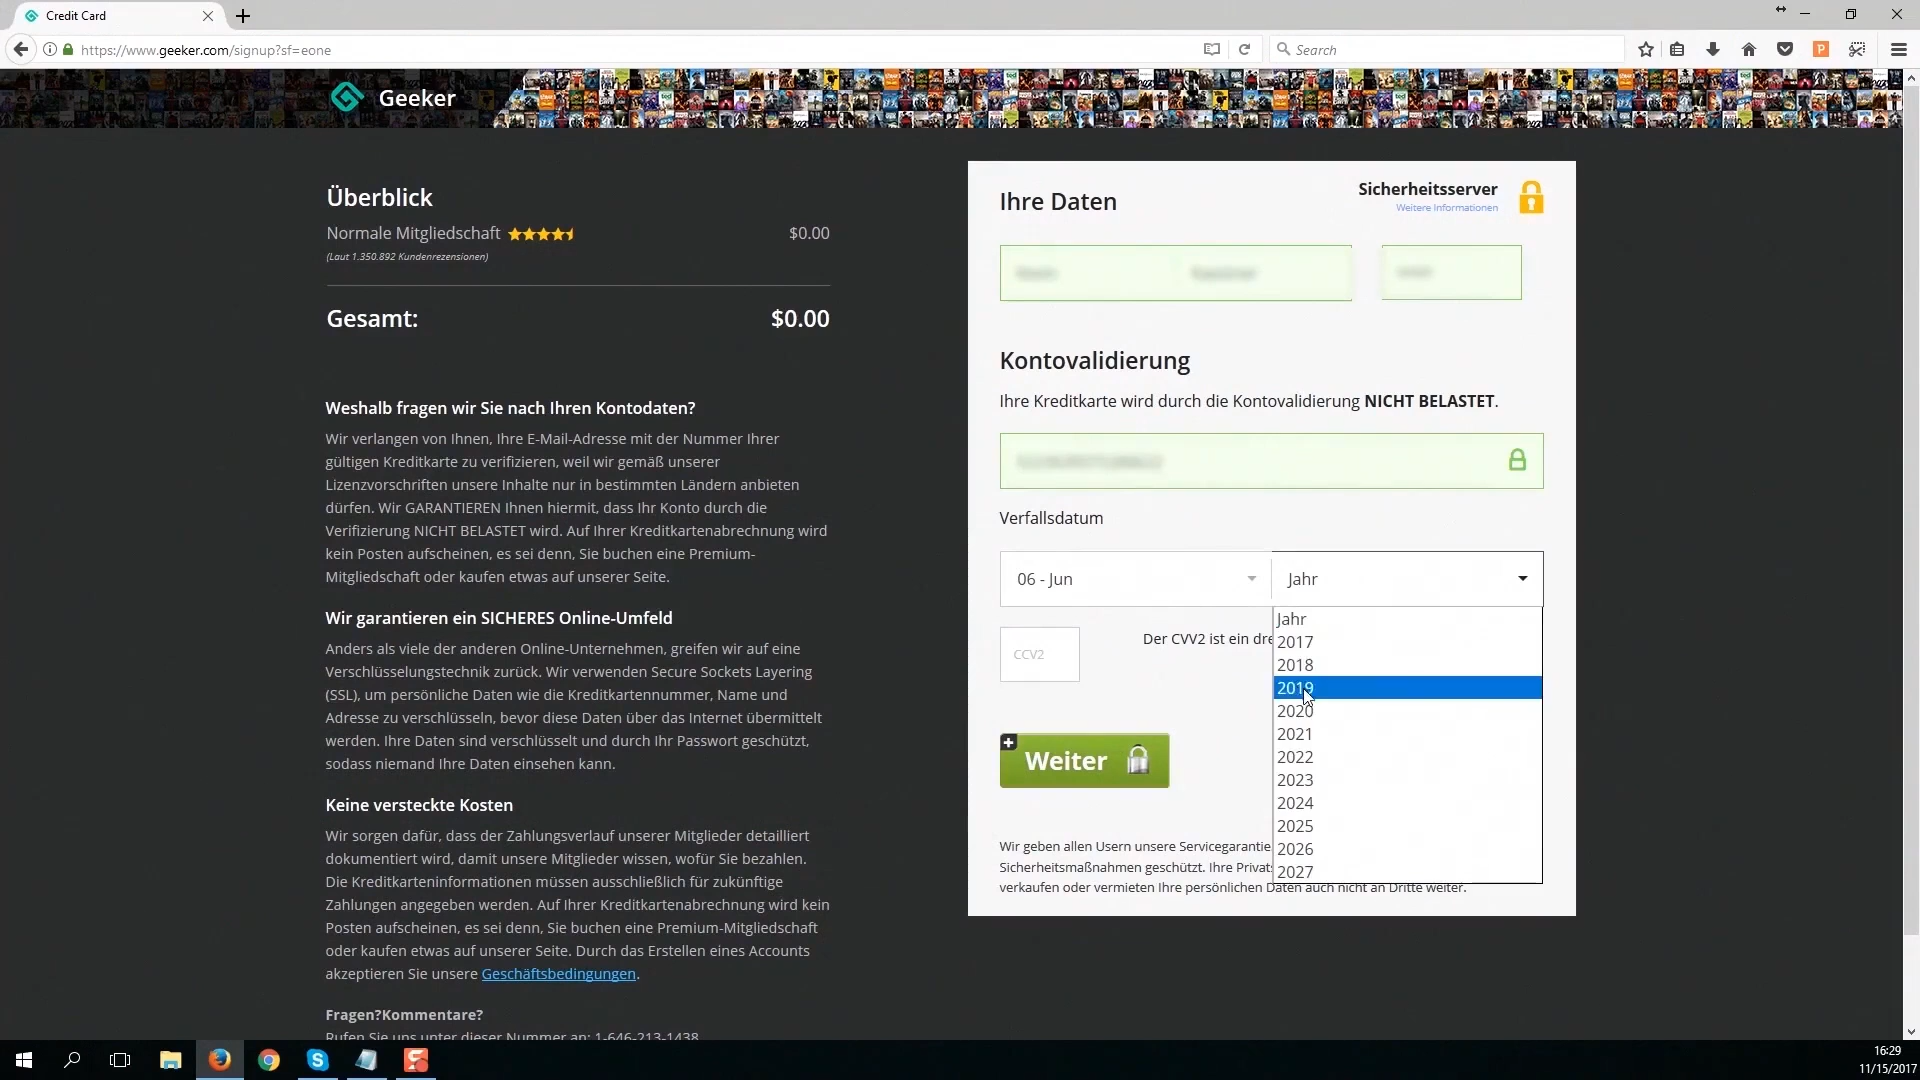 Credit Card
https://www.geeker.com/signup?sf=eone
Search
Geeker
Überblick
Normale Mitgliedschaft
$0.00
(Laut 1.350.892 Kundenrezensionen)
Gesamt:
$0.00
Weshalb fragen wir Sie nach Ihren Kontodaten?
Wir verlangen von Ihnen, Ihre E-Mail-Adresse mit der Nummer Ihrer
gültigen Kreditkarte zu verifizieren, weil wir gemäß unserer
Lizenzvorschriften unsere Inhalte nur in bestimmten Ländern anbieten
dürfen. Wir GARANTIEREN Ihnen hiermit, dass Ihr Konto durch die
Verifizierung NICHT BELASTET wird. Auf Ihrer Kreditkartenabrechnung wird
kein Posten aufscheinen, es sei denn, Sie buchen eine Premium-
Mitgliedschaft oder kaufen etwas auf unserer Seite.
Wir garantieren ein SICHERES Online-Umfeld
Anders als viele der anderen Online-Unternehmen, greifen wir auf eine
Verschlüsselungstechnik zurück. Wir verwenden Secure Sockets Layering
(SSL), um persönliche Daten wie die Kreditkartennummer, Name und
Adresse zu verschlüsseln, bevor diese Daten über das Internet übermittelt
werden. Ihre Daten sind verschlüsselt und durch Ihr Passwort geschützt,
sodass niemand Ihre Daten einsehen kann.
Keine versteckte Kosten
Wir sorgen dafür, dass der Zahlungsverlauf unserer Mitglieder detailliert
dokumentiert wird, damit unsere Mitglieder wissen, wofür Sie bezahlen.
Die Kreditkarteninformationen müssen ausschließlich für zukünftige
Zahlungen angegeben werden. Auf Ihrer Kreditkartenabrechnung wird kein
Posten aufscheinen, es sei denn, Sie buchen eine Premium-Mitgliedschaft
oder kaufen etwas auf unserer Seite. Durch das Erstellen eines Accounts
akzeptieren Sie unsere Geschäftsbedingungen.
Fragen?Kommentare?
Rufen Sie uns unter dieser Nummer an: 1-646-213-1438
Ihre Daten
Sicherheitsserver
Weitere Informationen
Kontovalidierung
Ihre Kreditkarte wird durch die Kontovalidierung NICHT BELASTET.
Verfallsdatum
06 - Jun
Jahr
Jahr
2017
2018
2019
2020
2021
2022
2023
2024
2025
2026
2027
CCV2
Der CVV2 ist ein dre
Weiter
Wir geben allen Usern unsere Servicegarantie
Sicherheitsmaßnahmen geschützt. Ihre Privats
verkaufen oder vermieten Ihre persönlichen Daten auch nicht an Dritte weiter.
16:29
11/15/2017